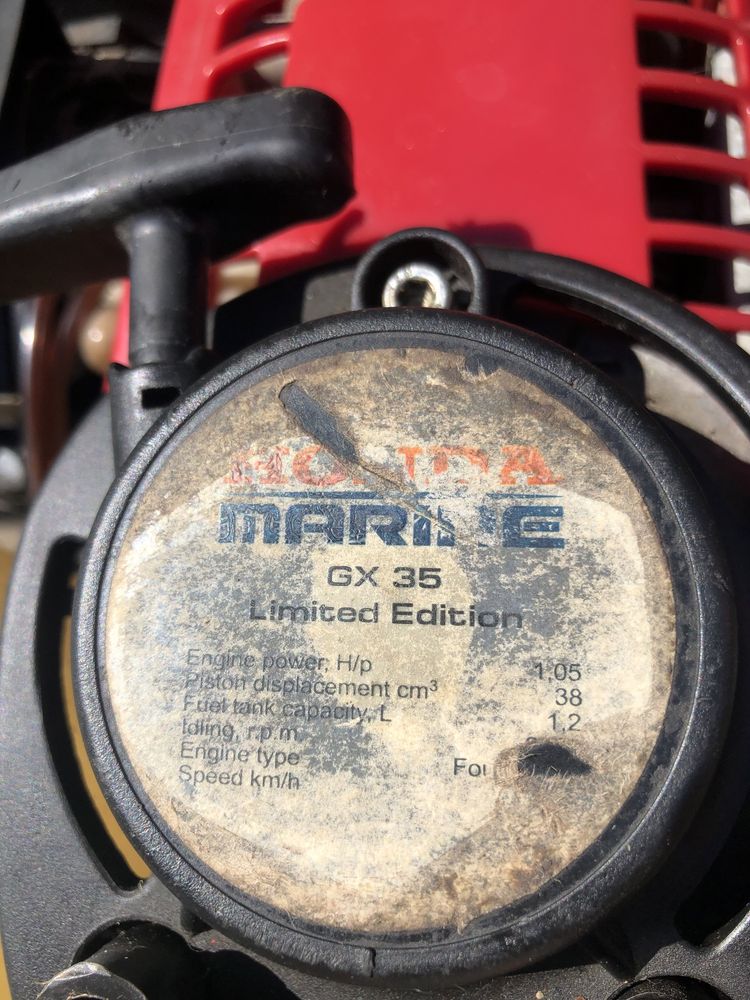 HONDA
MARINE
GX 35
Limited Edition
Engine power, H/p 1,05
Piston displacement cm³ 38
Fuel tank capacity, L 1,2
Idling, r.p.m
Engine type
Speed km/h